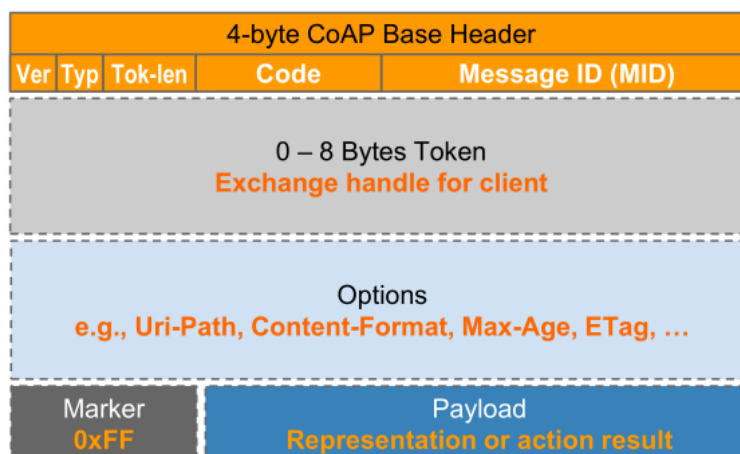 4-byte CoAP Base Header
Ver Typ Tok-len Code Message ID (MID)
0 – 8 Bytes Token
Exchange handle for client
Options
e.g., Uri-Path, Content-Format, Max-Age, ETag, …
Marker Payload
0xFF Representation or action result